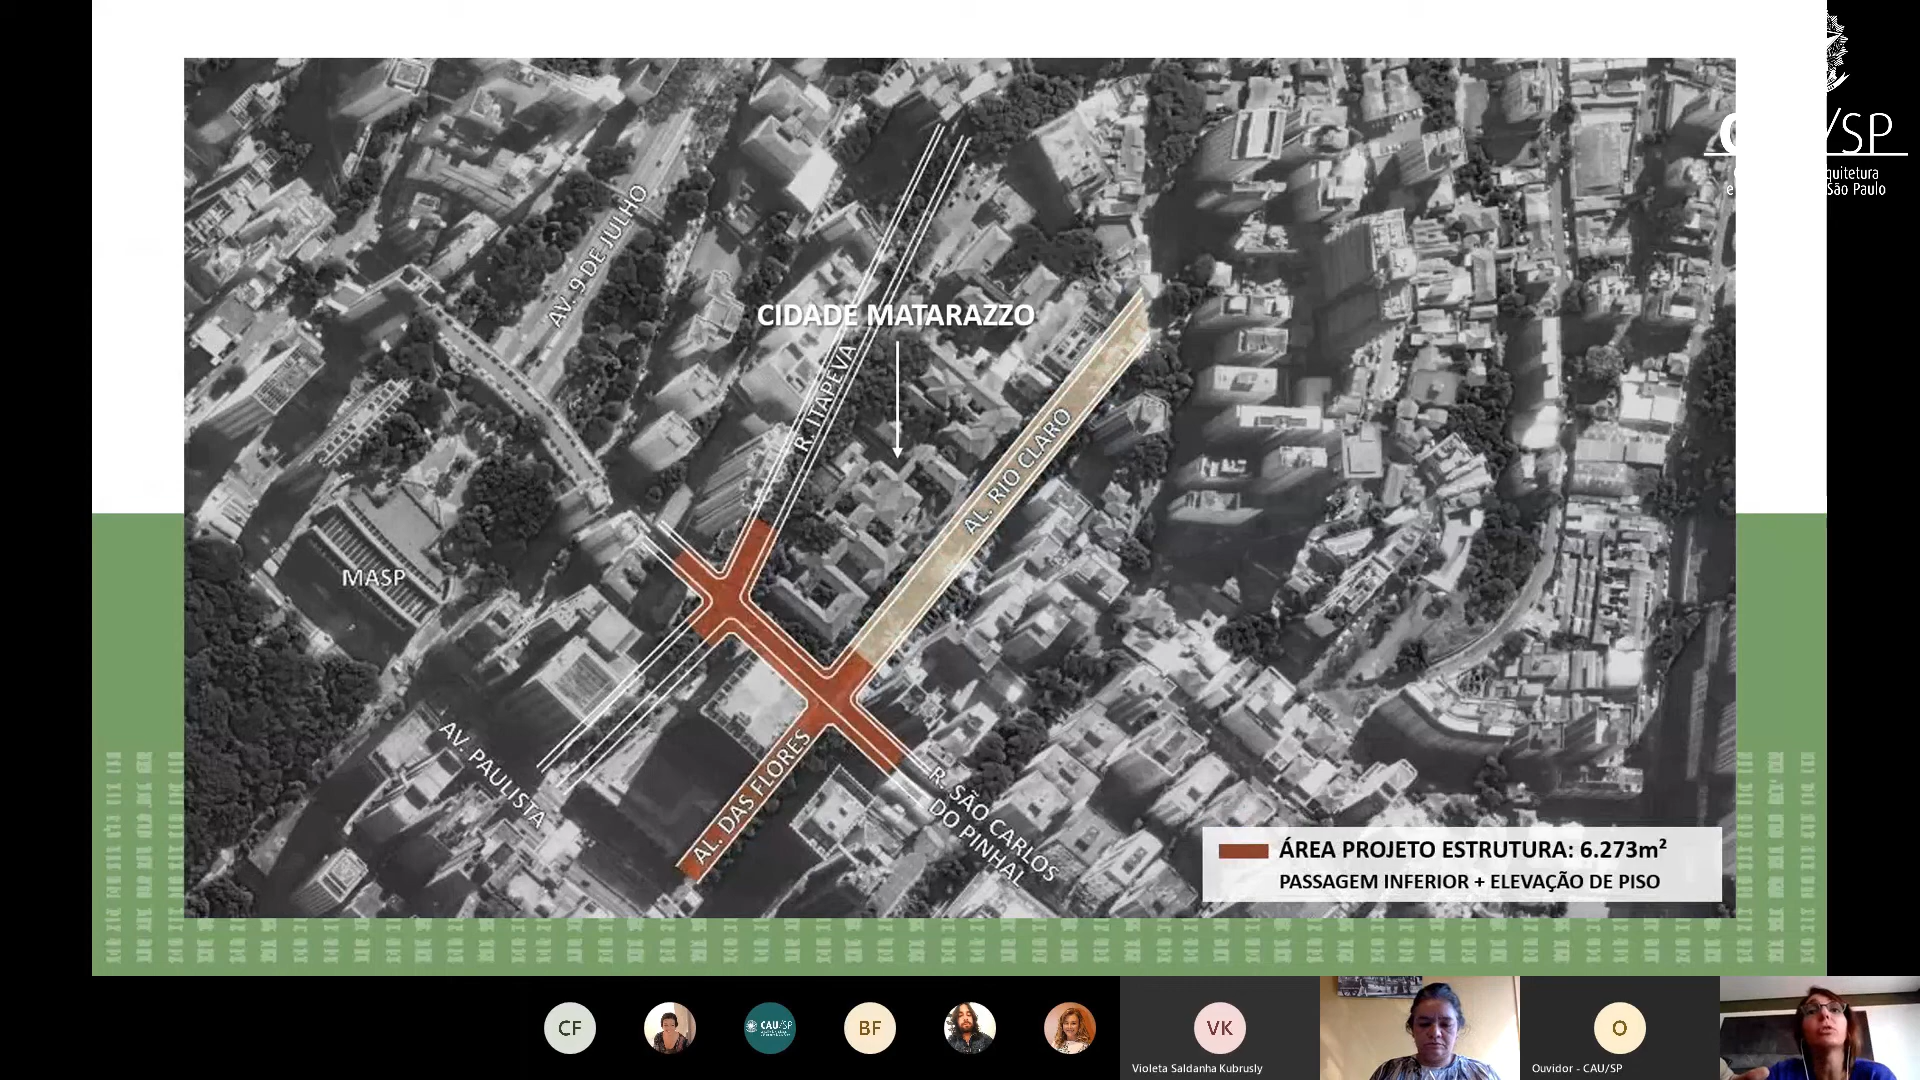 /SP
quitetura
e São Paulo
AV. 9 DE JULHO
CIDADE MATARAZZO
R. ITAPEVA
AL. RIO CLARO
MASP
AV. PAULISTA
AL. DAS FLORES
R. SÃO CARLOS
DO PINHAL
ÁREA PROJETO ESTRUTURA: 6.273m²
PASSAGEM INFERIOR + ELEVAÇÃO DE PISO
CF
CAU/SP
BF
VK
O
Violeta Saldanha Kubrusly
Ouvidor - CAU/SP